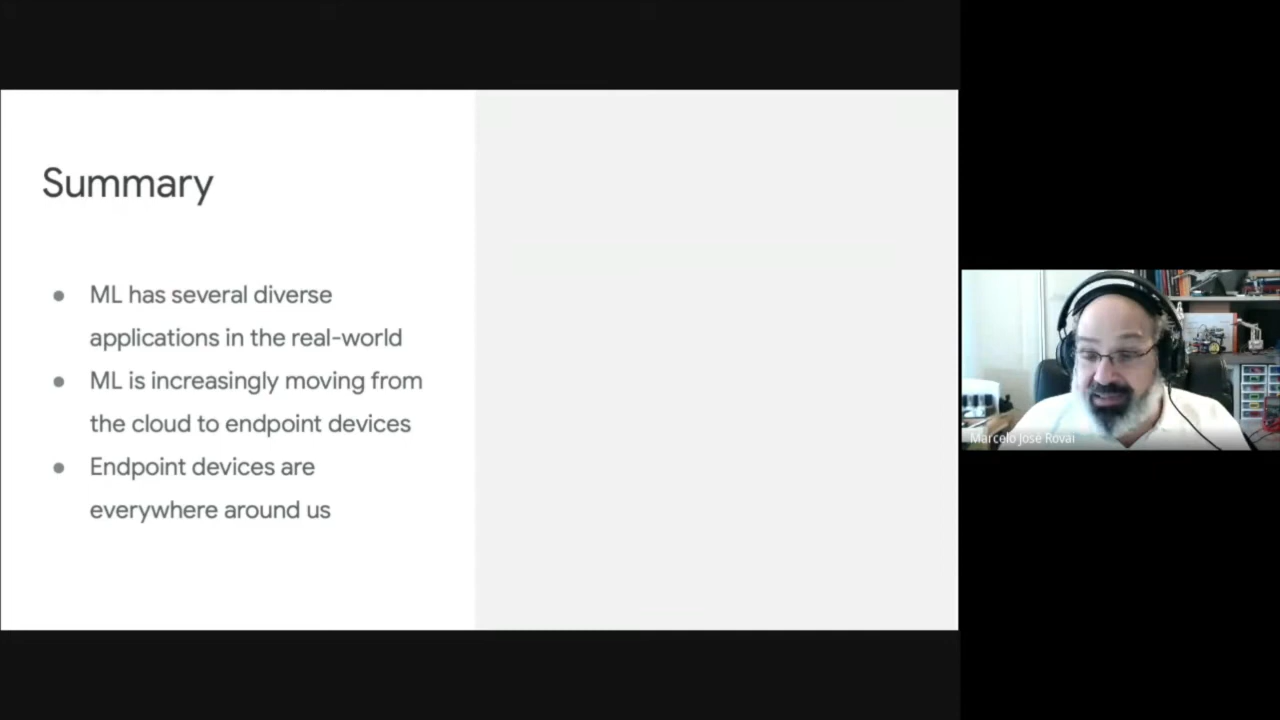 Summary
● ML has several diverse
applications in the real-world
● ML is increasingly moving from
the cloud to endpoint devices
● Endpoint devices are
everywhere around us
Marcelo José Rovai